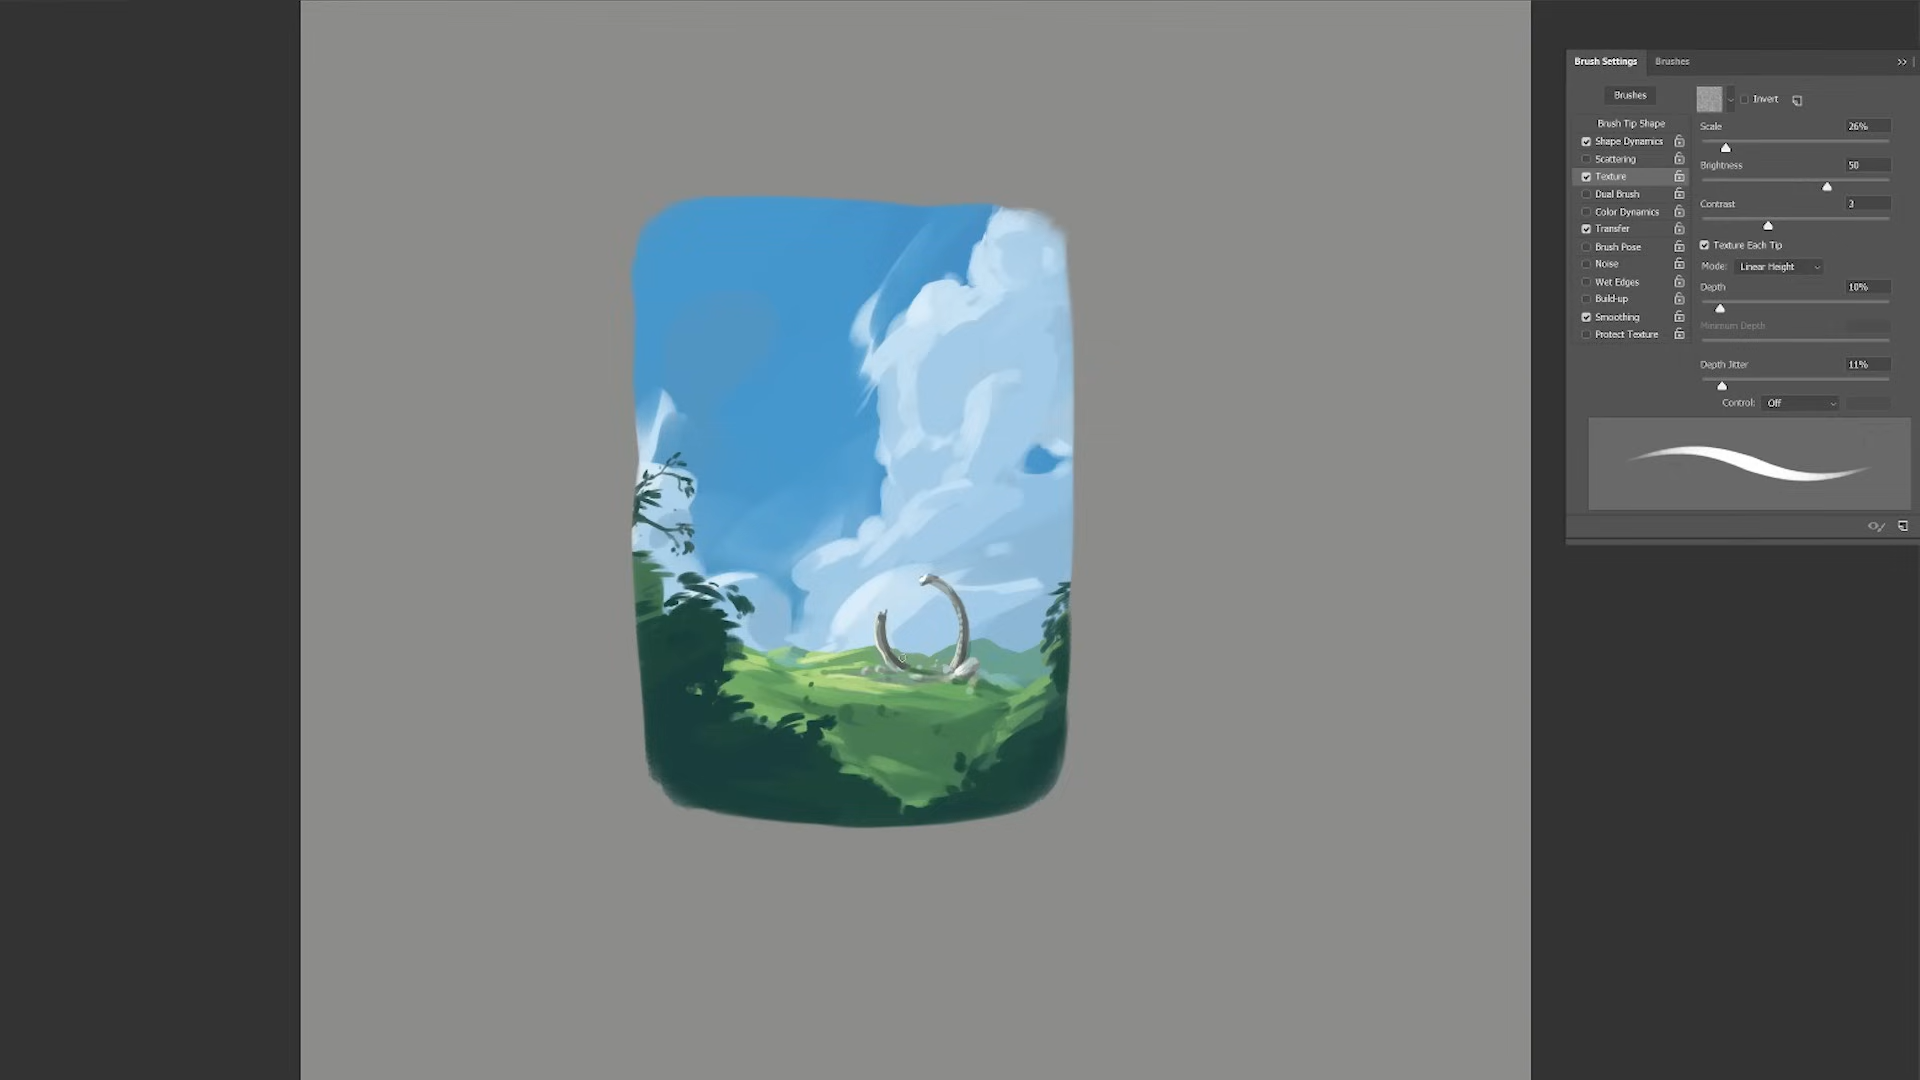 Brush Settings Brushes
Brushes
Invert
Brush Tip Shape
Shape Dynamics
Scattering
Texture
Dual Brush
Color Dynamics
Transfer
Brush Pose
Noise
Wet Edges
Build-up
Smoothing
Protect Texture
Scale 26%
Brightness 50
Contrast 3
Texture Each Tip
Mode: Linear Height
Depth 10%
Minimum Depth
Depth Jitter 11%
Control: Off